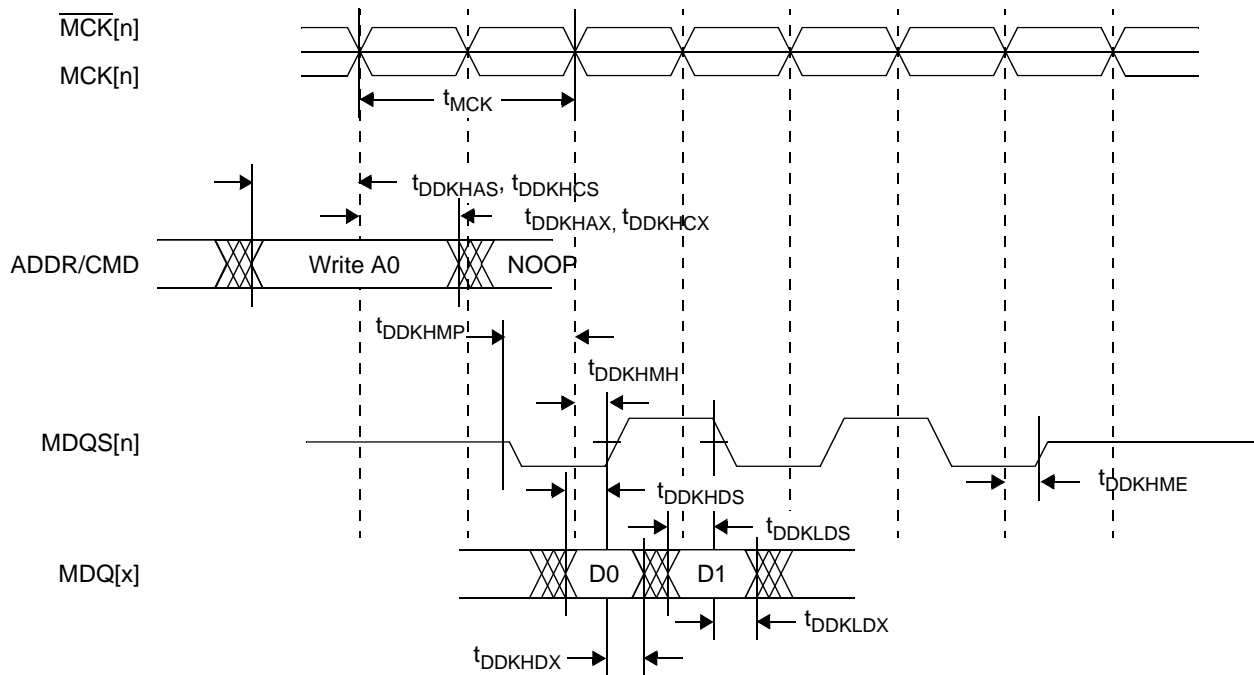 MCK[n]
MCK[n]
tMCK
tDDKHAS, tDDKHCS
tDDKHAX, tDDKHCX
ADDR/CMD
Write A0
NOOP
tDDKHMP
tDDKHMH
MDQS[n]
tDDKHME
tDDKHDS
tDDKLDS
MDQ[x]
D0
D1
tDDKLDX
tDDKHDX